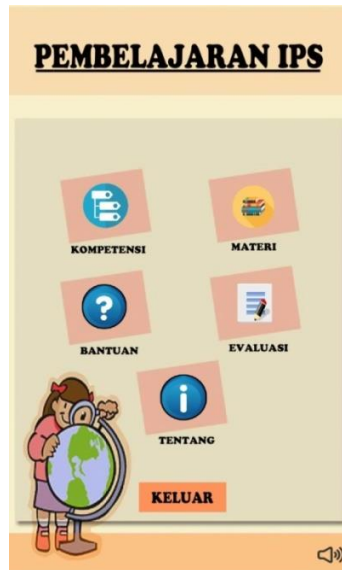 PEMBELAJARAN IPS
KOMPETENSI
MATERI
BANTUAN
EVALUASI
TENTANG
KELUAR